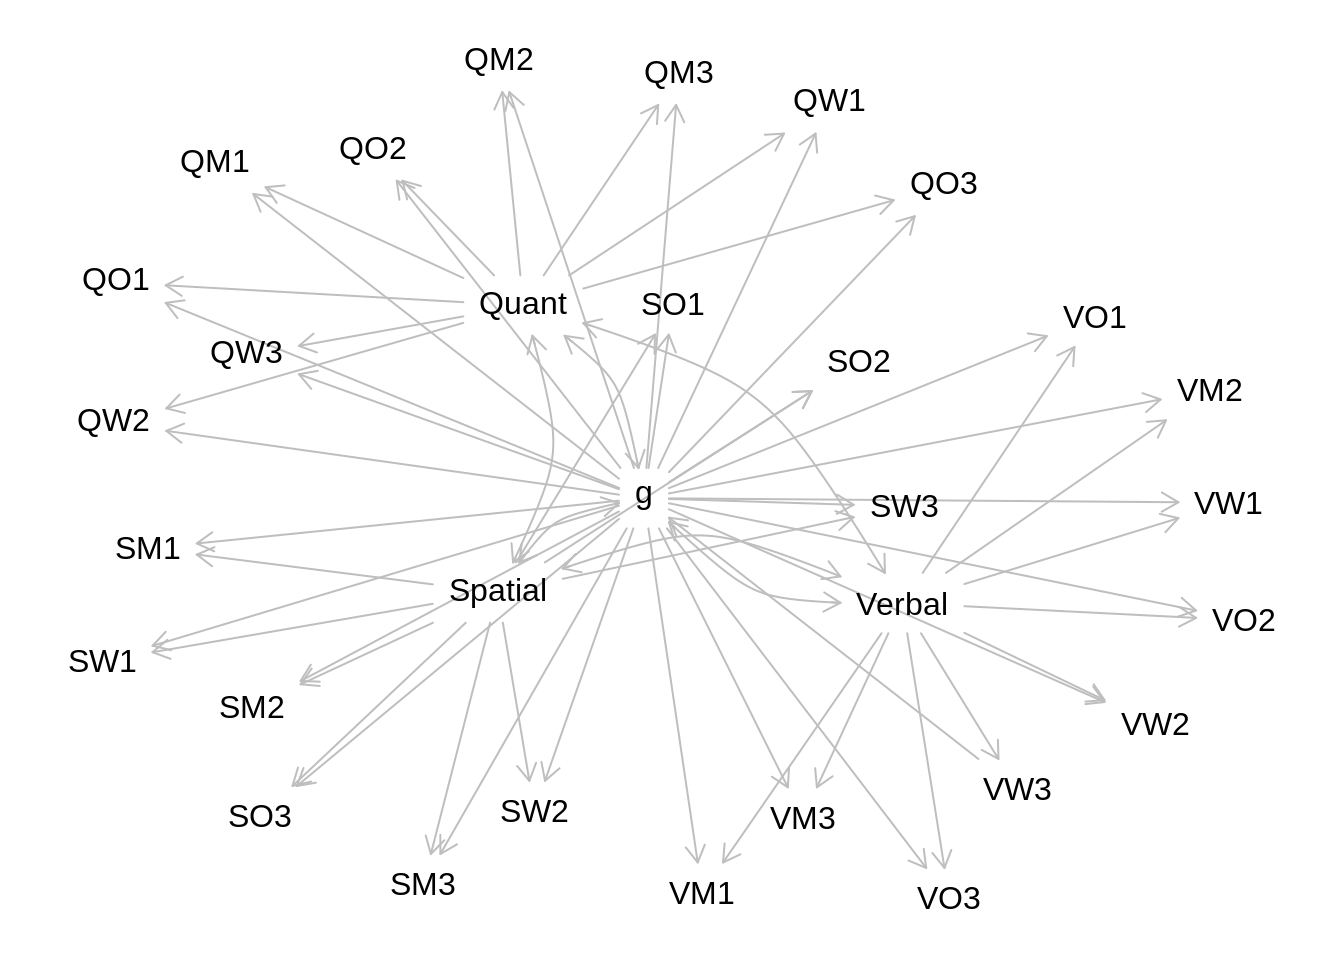 QM2
QM3
QW1
QM1
QO2
QO3
QO1
Quant
SO1
VO1
QW3
SO2
VM2
QW2
g
SW3
VW1
SM1
Spatial
Verbal
VO2
SW1
SM2
VW2
VW3
SO3
SW2
VM3
SM3
VM1
VO3